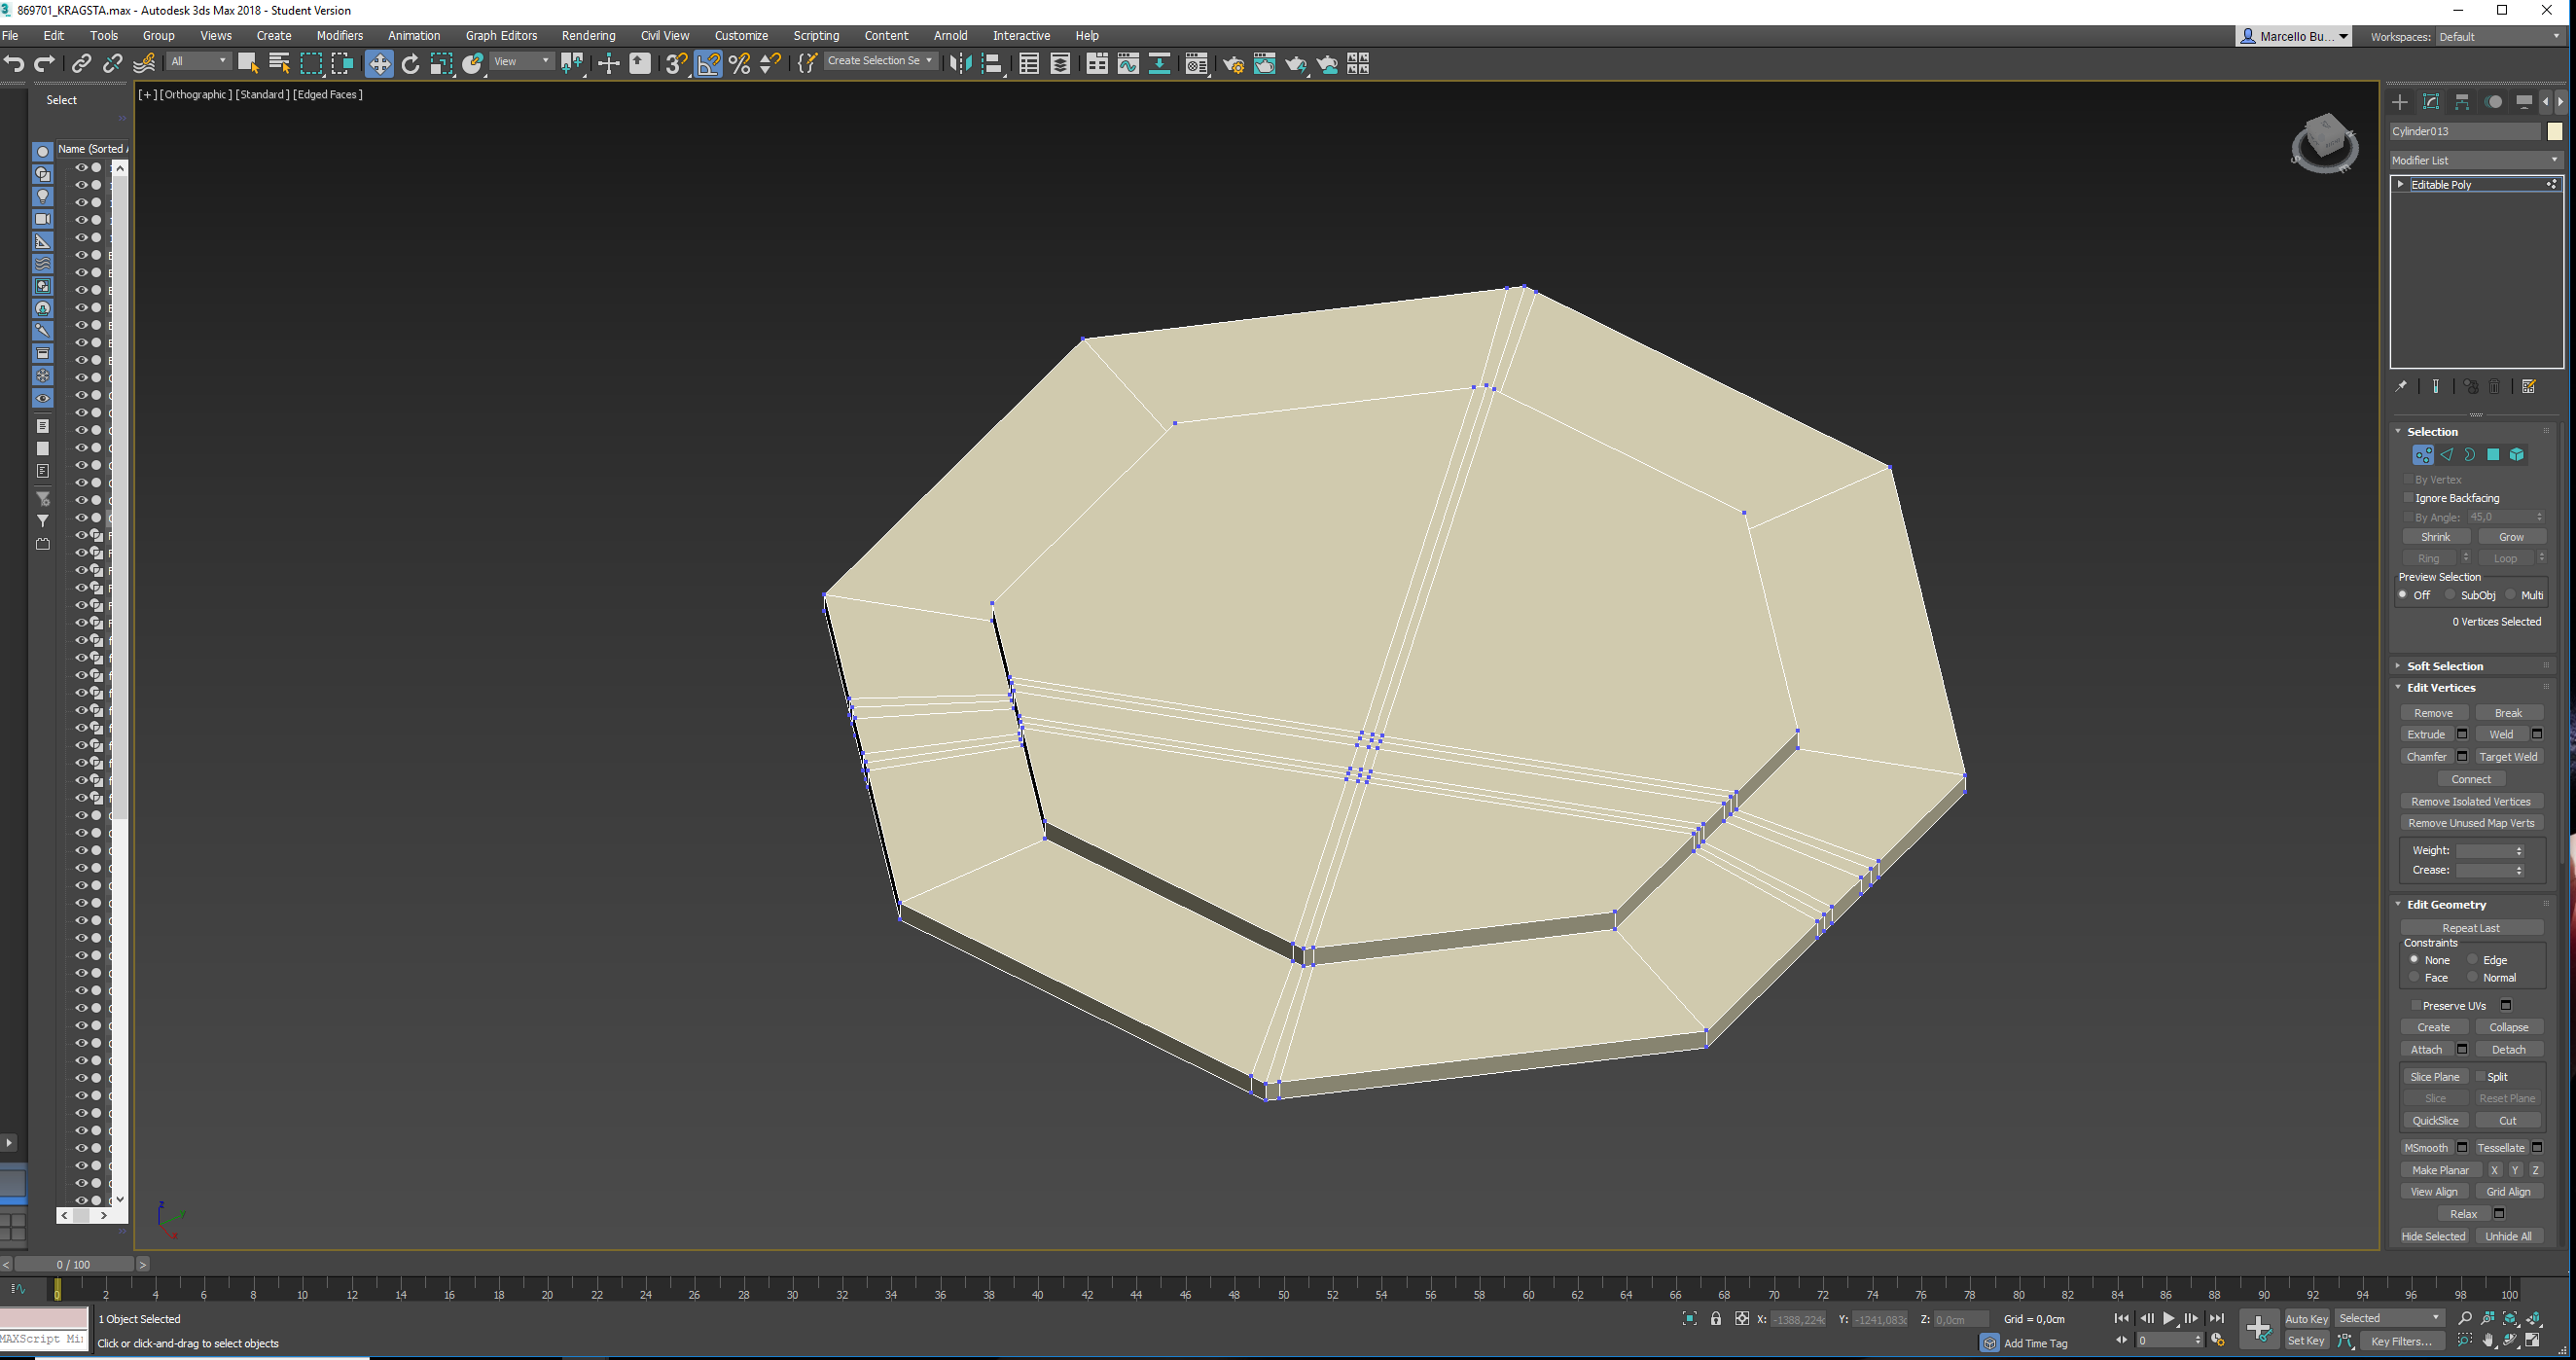 869701_KRAGSTA.max - Autodesk 3ds Max 2018 - Student Version
File Edit Tools Group Views Create Modifiers Animation Graph Editors Rendering Civil View Customize Scripting Content Arnold Interactive Help
Marcello Bu... Workspaces: Default
All View Create Selection Se
Select
[+] [Orthographic] [Standard] [Edged Faces]
Name (Sorted
Cylinder013
Modifier List
Editable Poly
Selection
By Vertex
Ignore Backfacing
By Angle: 45,0
Shrink Grow
Ring Loop
Preview Selection
Off SubObj Multi
0 Vertices Selected
Soft Selection
Edit Vertices
Remove Break
Extrude Weld
Chamfer Target Weld
Connect
Remove Isolated Vertices
Remove Unused Map Verts
Weight:
Crease:
Edit Geometry
Repeat Last
Constraints
None Edge
Face Normal
Preserve UVs
Create Collapse
Attach Detach
Slice Plane Split
Slice Reset Plane
QuickSlice Cut
MSmooth Tessellate
Make Planar X Y Z
View Align Grid Align
Relax
Hide Selected Unhide All
0 / 100
0 2 4 6 8 10 12 14 16 18 20 22 24 26 28 30 32 34 36 38 40 42 44 46 48 50 52 54 56 58 60 62 64 66 68 70 72 74 76 78 80 82 84 86 88 90 92 94 96 98 100
1 Object Selected
X: -1388,224c Y: -1241,083c Z: 0,0cm Grid = 0,0cm
Auto Key Selected
MAXScript Mi
Click or click-and-drag to select objects
Add Time Tag
0
Set Key Key Filters...